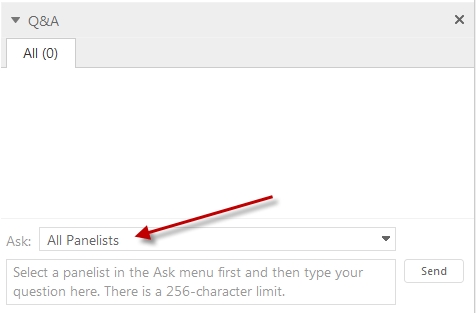 Q&A
All (0)
Ask: All Panelists
Select a panelist in the Ask menu first and then type your
question here. There is a 256-character limit.
Send